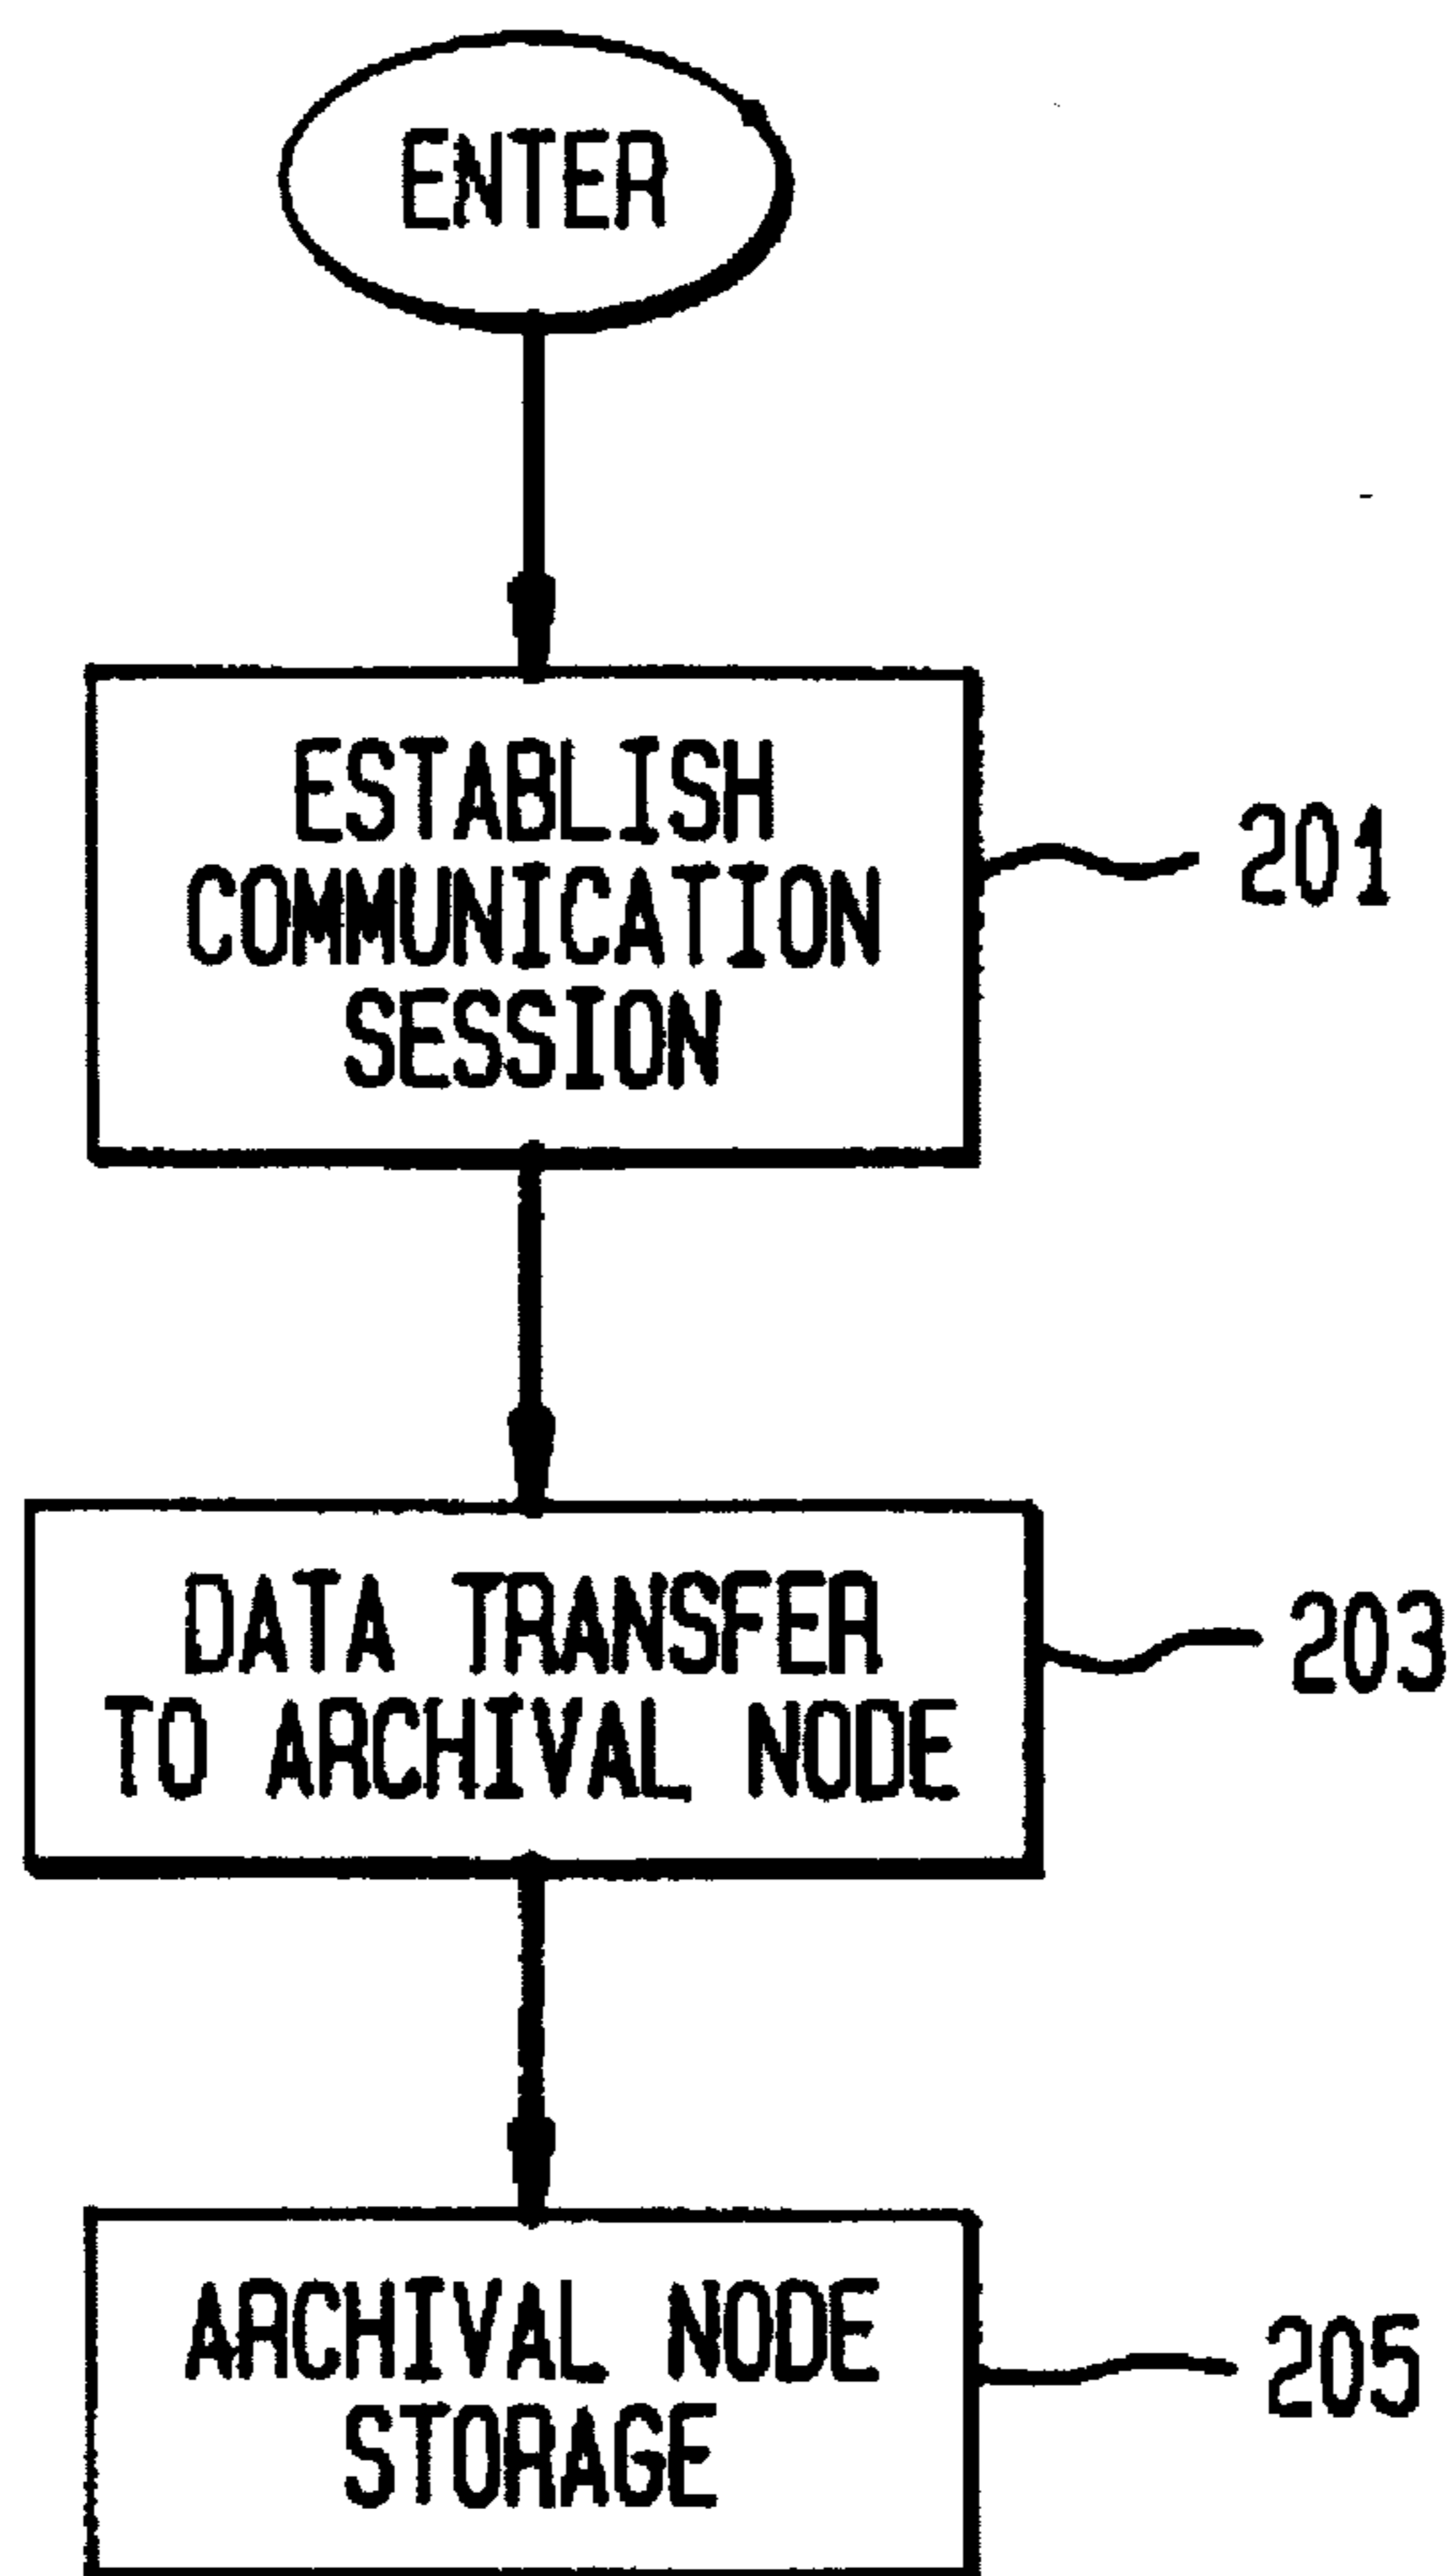 ENTER
ESTABLISH
COMMUNICATION
SESSION
201
DATA TRANSFER
TO ARCHIVAL NODE
203
ARCHIVAL NODE
STORAGE
205